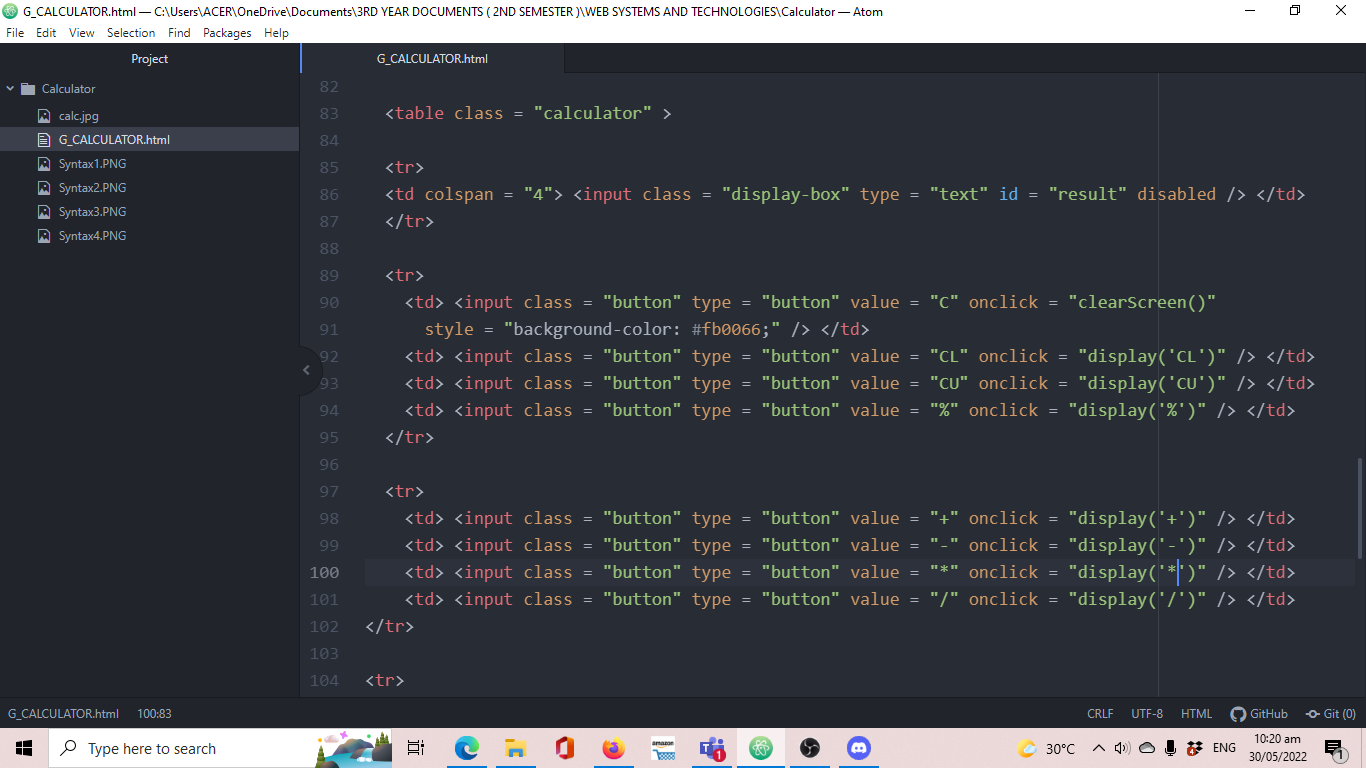 G_CALCULATOR.html — C:\Users\ACER\OneDrive\Documents\3RD YEAR DOCUMENTS ( 2ND SEMESTER )\WEB SYSTEMS AND TECHNOLOGIES\Calculator — Atom
File Edit View Selection Find Packages Help
Project
Calculator
calc.jpg
G_CALCULATOR.html
Syntax1.PNG
Syntax2.PNG
Syntax3.PNG
Syntax4.PNG
G_CALCULATOR.html
82
83 <table class = "calculator" >
84
85 <tr>
86 <td colspan = "4"> <input class = "display-box" type = "text" id = "result" disabled /> </td>
87 </tr>
88
89 <tr>
90 <td> <input class = "button" type = "button" value = "C" onclick = "clearScreen()"
91 style = "background-color: #fb0066;" /> </td>
92 <td> <input class = "button" type = "button" value = "CL" onclick = "display('CL')" /> </td>
93 <td> <input class = "button" type = "button" value = "CU" onclick = "display('CU')" /> </td>
94 <td> <input class = "button" type = "button" value = "%" onclick = "display('%')" /> </td>
95 </tr>
96
97 <tr>
98 <td> <input class = "button" type = "button" value = "+" onclick = "display('+')" /> </td>
99 <td> <input class = "button" type = "button" value = "-" onclick = "display('-')" /> </td>
100 <td> <input class = "button" type = "button" value = "*" onclick = "display('*')" /> </td>
101 <td> <input class = "button" type = "button" value = "/" onclick = "display('/')" /> </td>
102 </tr>
103
104 <tr>
G_CALCULATOR.html 100:83 CRLF UTF-8 HTML GitHub Git (0)
Type here to search
amazon
1
4
30°C
ENG
10:20 am
30/05/2022
1